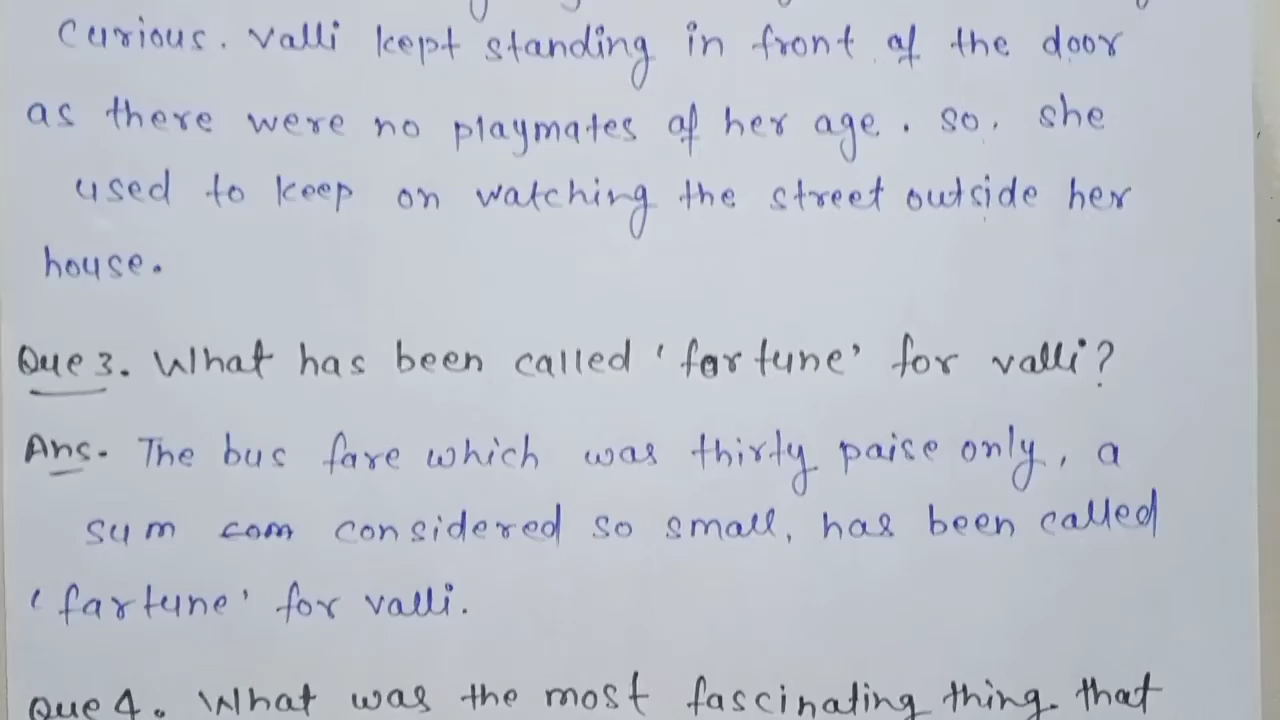 curious. Valli kept standing in front of the door
as there were no playmates of her age. so. she
used to keep on watching the street outside her
house.
Que 3. What has been called 'fortune' for valli?
Ans. The bus fare which was thirty paise only, a
sum com considered so small, has been called
'fartune' for valli.
Que 4. What was the most fascinating thing that